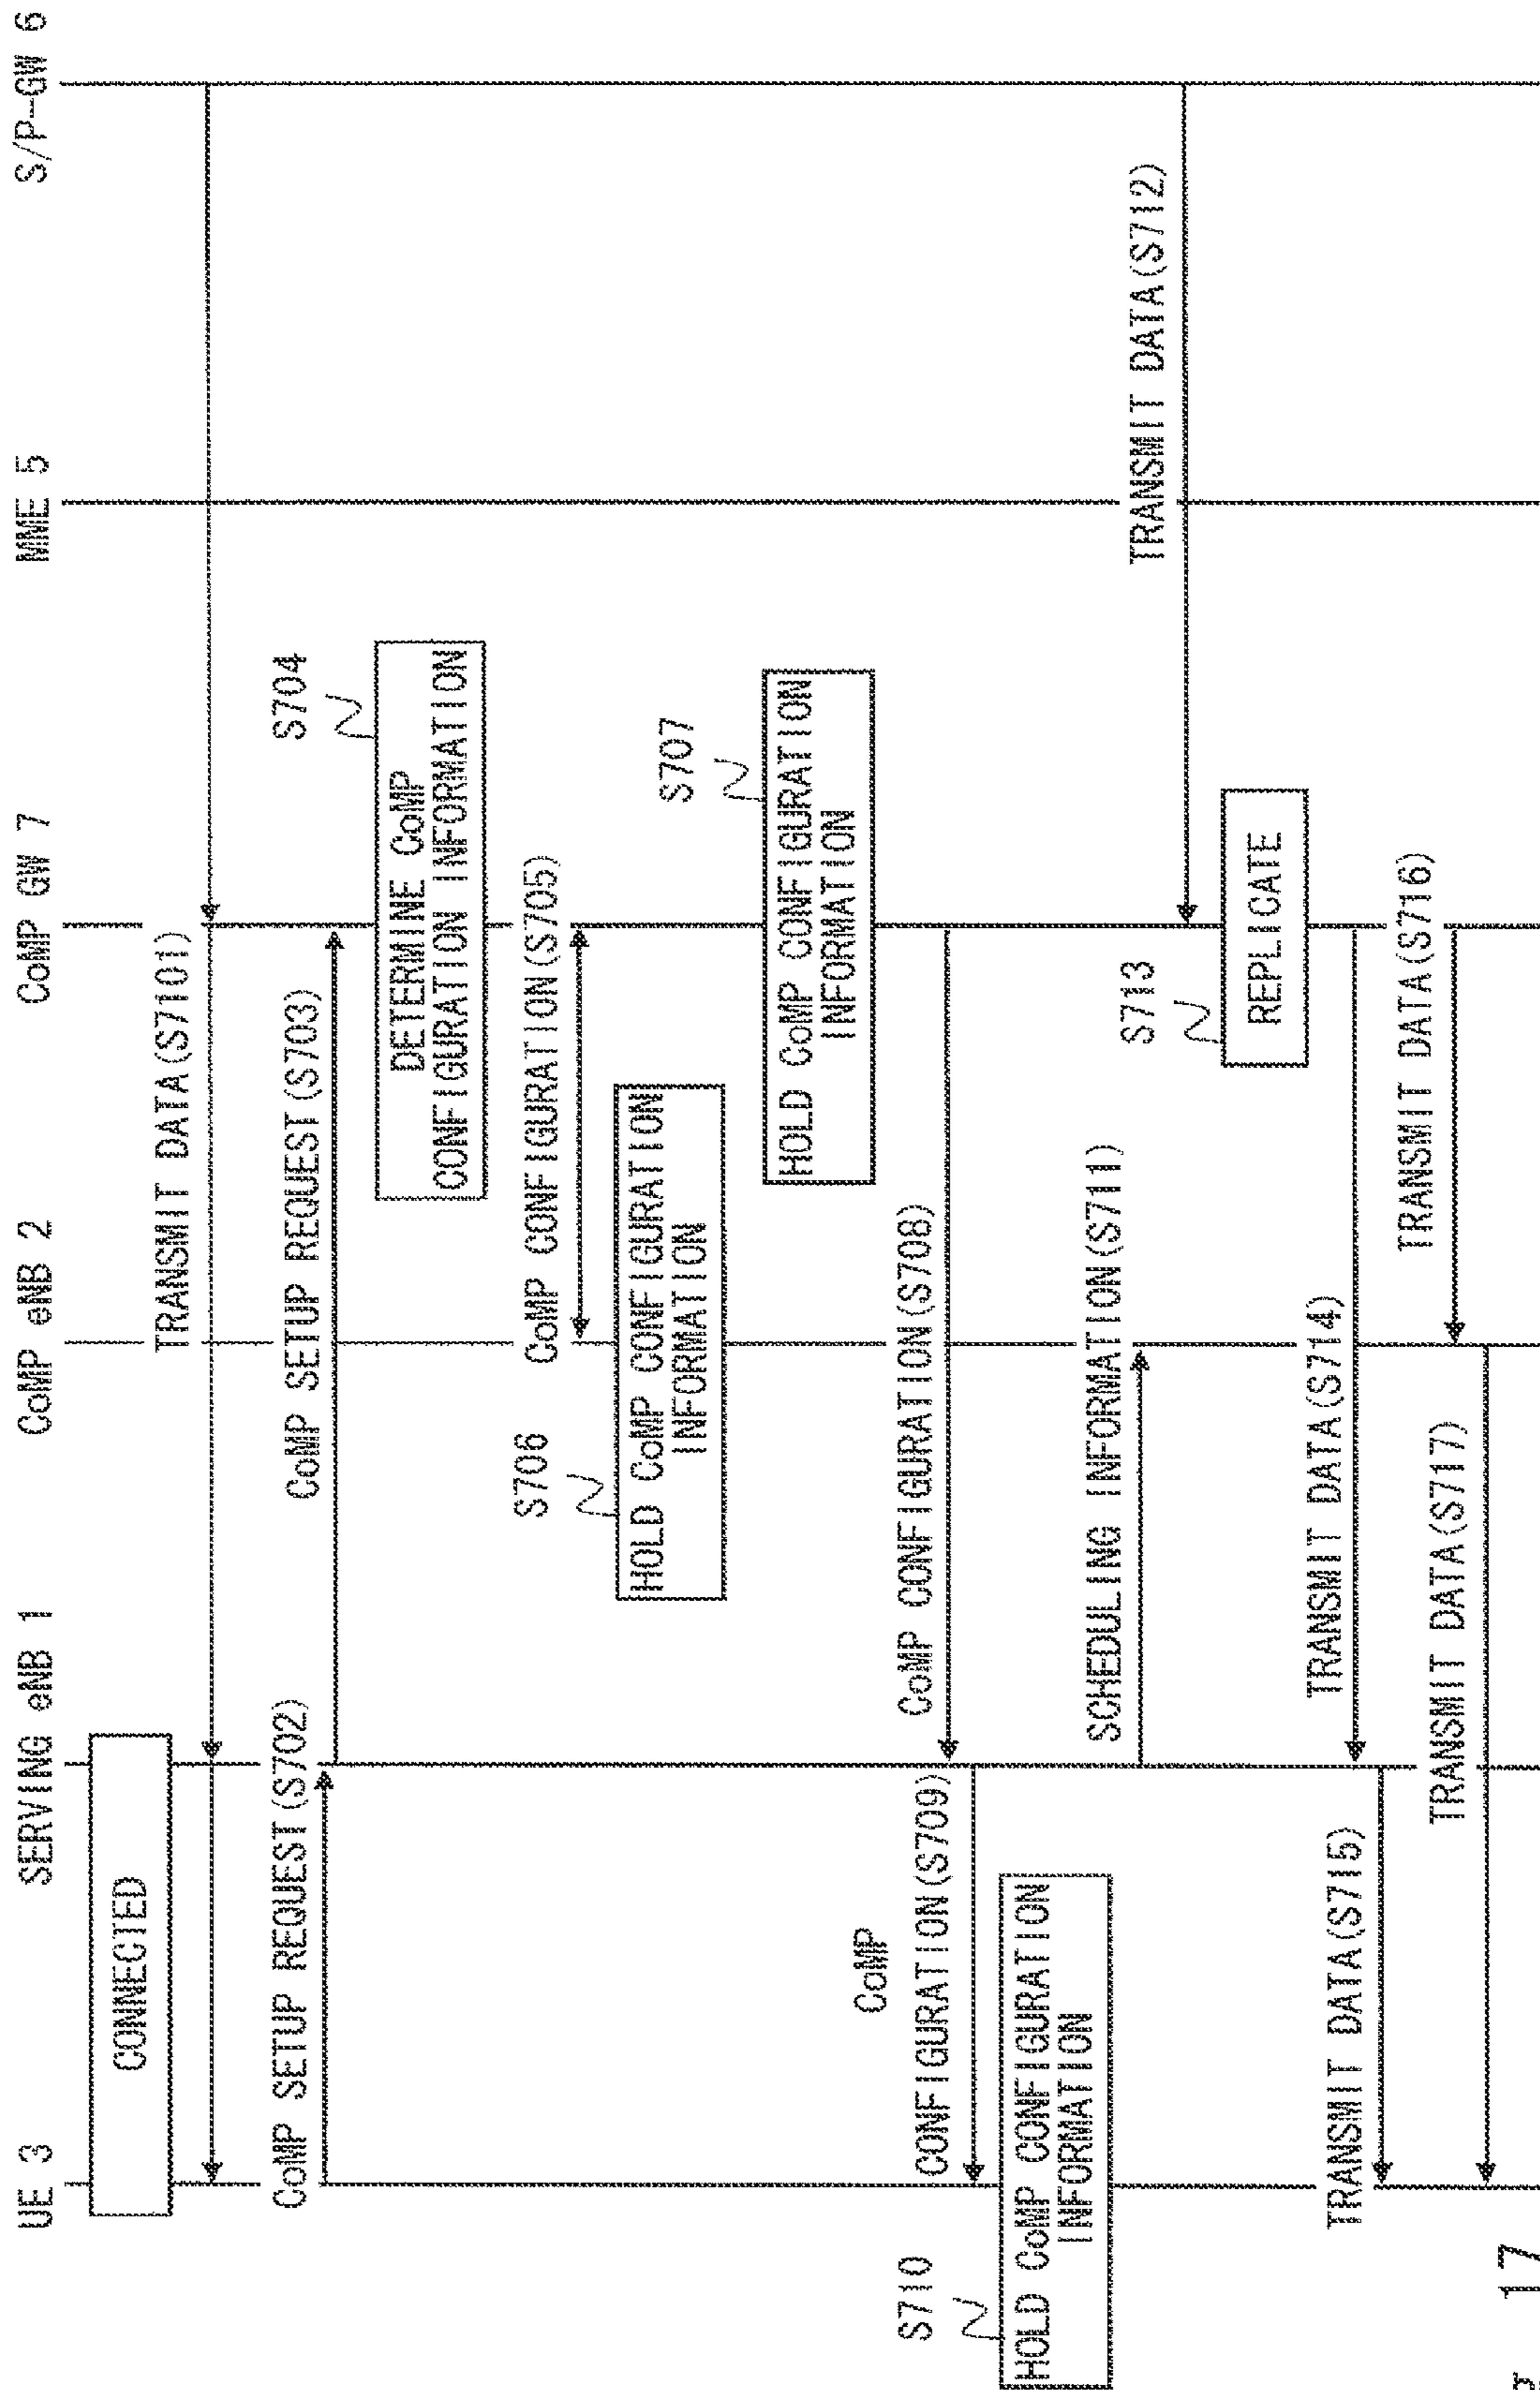 UE 3
SERVING eNB 1
CoMP eNB 2
CoMP GW 7
MME 5
S/P-GW 6
CONNECTED
TRANSMIT DATA(S7101)
CoMP SETUP REQUEST(S702)
CoMP SETUP REQUEST(S703)
S704
DETERMINE CoMP
CONFIGURATION INFORMATION
CoMP CONFIGURATION(S705)
S706
HOLD CoMP CONFIGURATION
INFORMATION
S707
HOLD CoMP CONFIGURATION
INFORMATION
CoMP CONFIGURATION(S708)
CoMP
CONFIGURATION(S709)
S710
HOLD CoMP CONFIGURATION
INFORMATION
SCHEDULING INFORMATION(S711)
TRANSMIT DATA(S712)
S713
REPLICATE
TRANSMIT DATA(S714)
TRANSMIT DATA(S715)
TRANSMIT DATA(S716)
TRANSMIT DATA(S717)
17